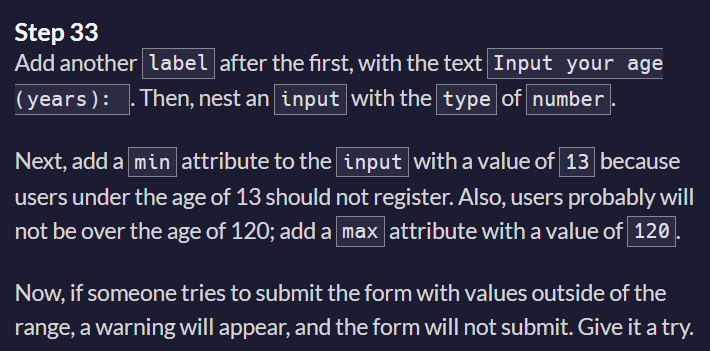 Step 33
Add another label after the first, with the text Input your age
(years): . Then, nest an input with the type of number.
Next, add a min attribute to the input with a value of 13 because
users under the age of 13 should not register. Also, users probably will
not be over the age of 120; add a max attribute with a value of 120.
Now, if someone tries to submit the form with values outside of the
range, a warning will appear, and the form will not submit. Give it a try.